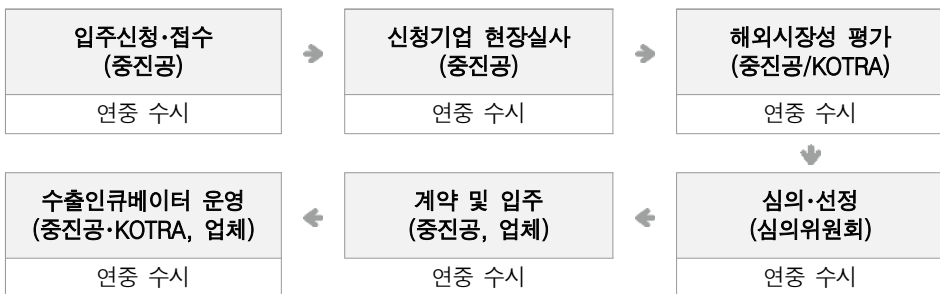 입주신청·접수
(중진공)
연중 수시
신청기업 현장실사
(중진공)
연중 수시
해외시장성 평가
(중진공/KOTRA)
연중 수시
심의·선정
(심의위원회)
연중 수시
계약 및 입주
(중진공, 업체)
연중 수시
수출인큐베이터 운영
(중진공·KOTRA, 업체)
연중 수시